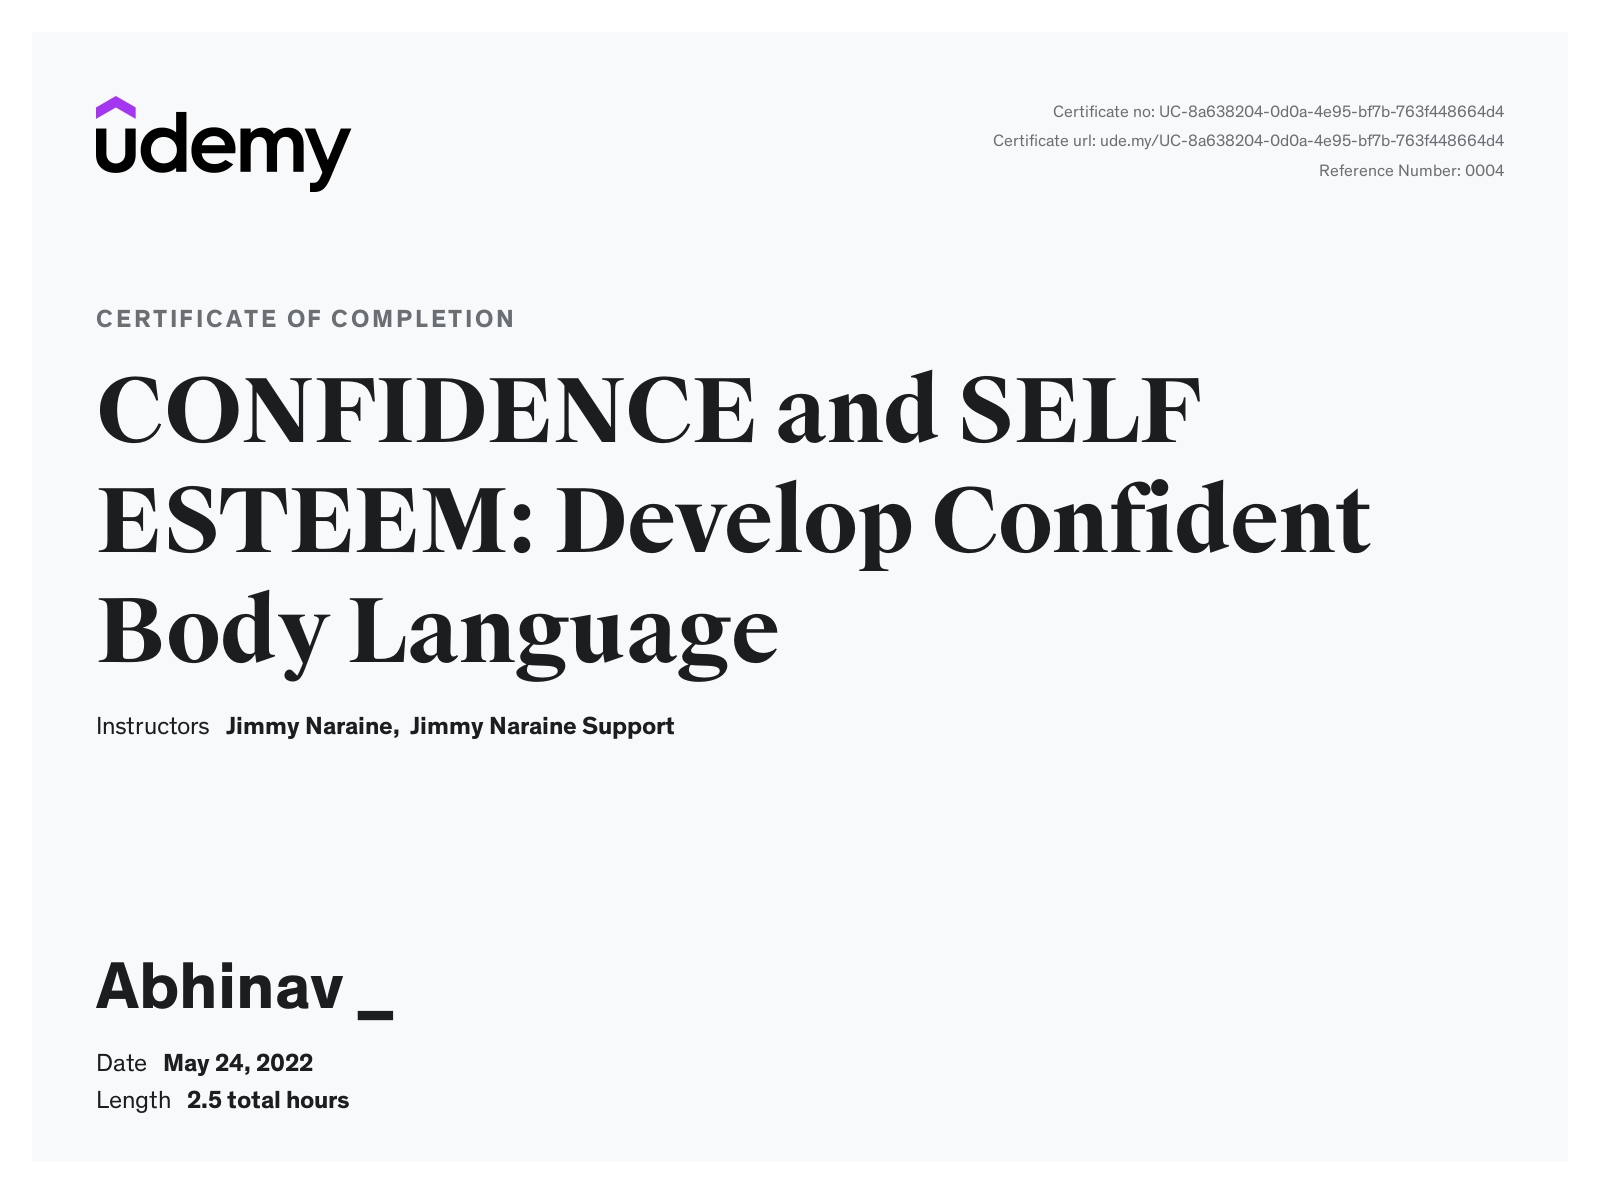 udemy
Certificate no: UC-8a638204-0d0a-4e95-bf7b-763f448664d4
Certificate url: ude.my/UC-8a638204-0d0a-4e95-bf7b-763f448664d4
Reference Number: 0004
CERTIFICATE OF COMPLETION
CONFIDENCE and SELF
ESTEEM: Develop Confident
Body Language
Instructors Jimmy Naraine, Jimmy Naraine Support
Abhinav _
Date May 24, 2022
Length 2.5 total hours